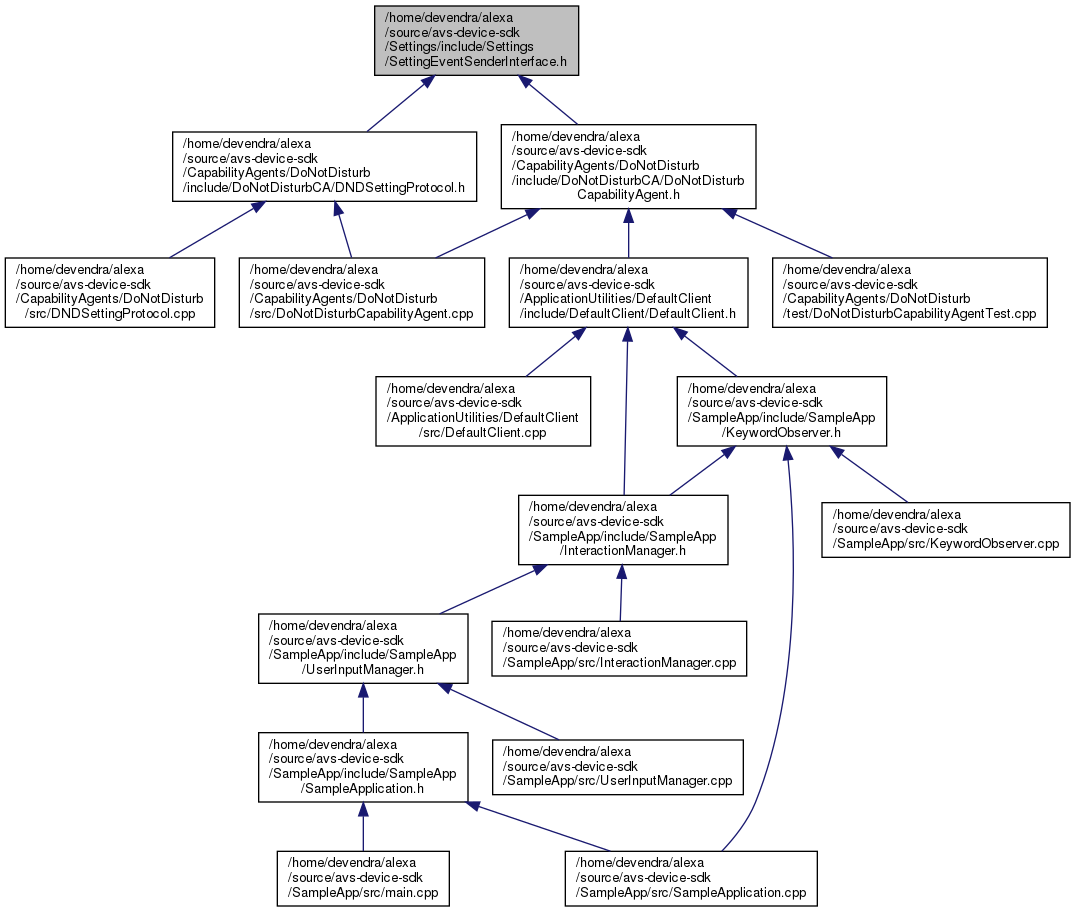 /home/devendra/alexa
/source/avs-device-sdk
/Settings/include/Settings
/SettingEventSenderInterface.h
/home/devendra/alexa
/source/avs-device-sdk
/CapabilityAgents/DoNotDisturb
/include/DoNotDisturbCA/DNDSettingProtocol.h
/home/devendra/alexa
/source/avs-device-sdk
/CapabilityAgents/DoNotDisturb
/include/DoNotDisturbCA/DoNotDisturb
CapabilityAgent.h
/home/devendra/alexa
/source/avs-device-sdk
/CapabilityAgents/DoNotDisturb
/src/DNDSettingProtocol.cpp
/home/devendra/alexa
/source/avs-device-sdk
/CapabilityAgents/DoNotDisturb
/src/DoNotDisturbCapabilityAgent.cpp
/home/devendra/alexa
/source/avs-device-sdk
/ApplicationUtilities/DefaultClient
/include/DefaultClient/DefaultClient.h
/home/devendra/alexa
/source/avs-device-sdk
/CapabilityAgents/DoNotDisturb
/test/DoNotDisturbCapabilityAgentTest.cpp
/home/devendra/alexa
/source/avs-device-sdk
/ApplicationUtilities/DefaultClient
/src/DefaultClient.cpp
/home/devendra/alexa
/source/avs-device-sdk
/SampleApp/include/SampleApp
/KeywordObserver.h
/home/devendra/alexa
/source/avs-device-sdk
/SampleApp/include/SampleApp
/InteractionManager.h
/home/devendra/alexa
/source/avs-device-sdk
/SampleApp/src/KeywordObserver.cpp
/home/devendra/alexa
/source/avs-device-sdk
/SampleApp/include/SampleApp
/UserInputManager.h
/home/devendra/alexa
/source/avs-device-sdk
/SampleApp/src/InteractionManager.cpp
/home/devendra/alexa
/source/avs-device-sdk
/SampleApp/include/SampleApp
/SampleApplication.h
/home/devendra/alexa
/source/avs-device-sdk
/SampleApp/src/UserInputManager.cpp
/home/devendra/alexa
/source/avs-device-sdk
/SampleApp/src/main.cpp
/home/devendra/alexa
/source/avs-device-sdk
/SampleApp/src/SampleApplication.cpp